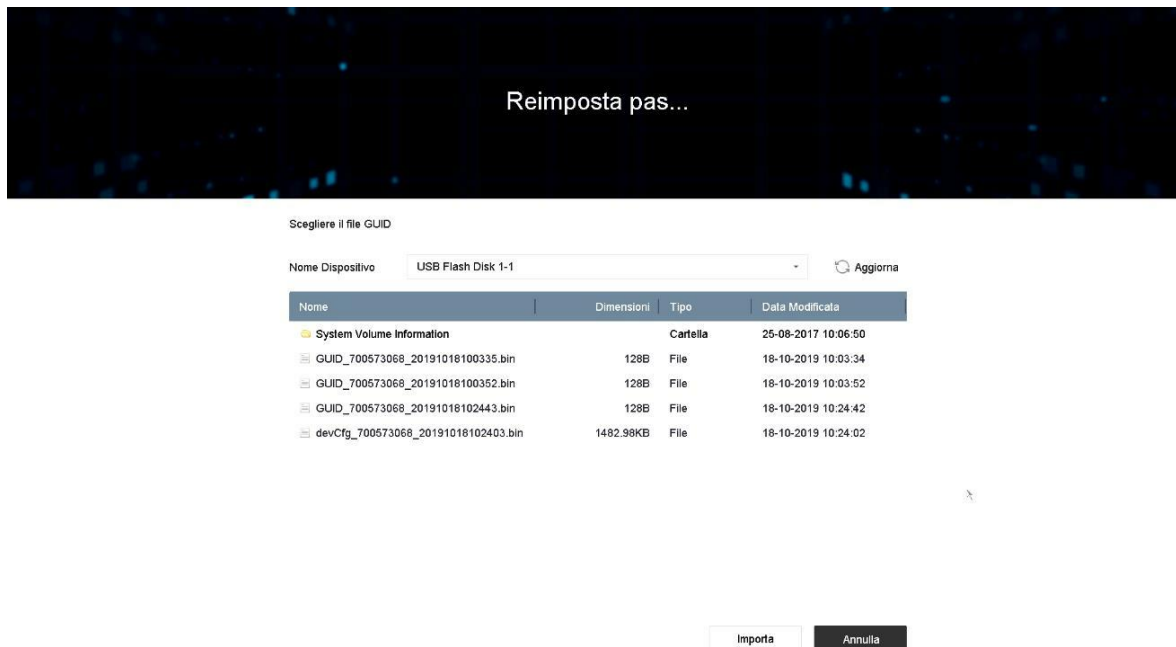 Reimposta pas...
Scegliere il file GUID
Nome Dispositivo USB Flash Disk 1-1 Aggiorna
Nome Dimensioni Tipo Data Modificata
System Volume Information Cartella 25-08-2017 10:06:50
GUID_700573068_20191018100335.bin 128B File 18-10-2019 10:03:34
GUID_700573068_20191018100352.bin 128B File 18-10-2019 10:03:52
GUID_700573068_20191018102443.bin 128B File 18-10-2019 10:24:42
devCfg_700573068_20191018102403.bin 1482.98KB File 18-10-2019 10:24:02
Importa Annulla